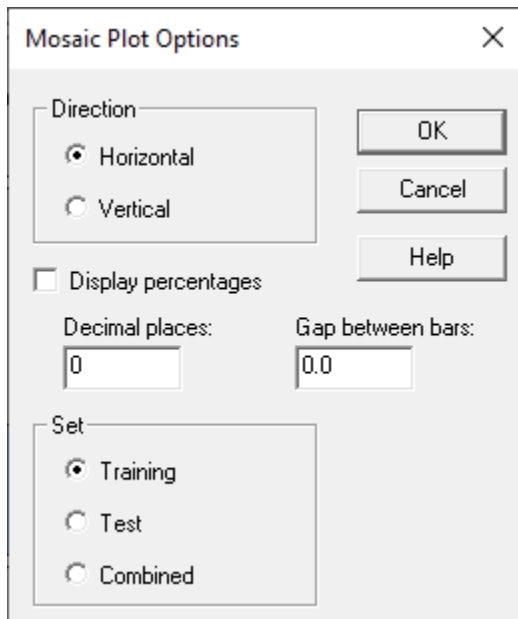 Mosaic Plot Options
Direction
Horizontal
Vertical
OK
Cancel
Help
Display percentages
Decimal places:
0
Gap between bars:
0.0
Set
Training
Test
Combined